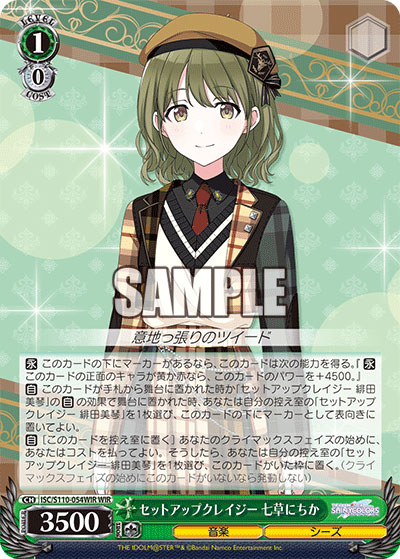 LEVEL
1
0
COST
SAMPLE
意地っ張りのツイード
永 このカードの下にマーカーがあるなら、このカードは次の能力を得る。『永
このカードの正面のキャラが黄か赤なら、このカードのパワーを＋4500。』
自 このカードが手札から舞台に置かれた時か「セットアップクレイジー 緋田
美琴」の自の効果で舞台に置かれた時、あなたは自分の控え室の「セットアッ
プクレイジー 緋田美琴」を1枚選び、このカードの下にマーカーとして表向きに
置いてよい。
自［このカードを控え室に置く］あなたのクライマックスフェイズの始めに、
あなたはコストを払ってよい。そうしたら、あなたは自分の控え室の「セットア
ップクレイジー 緋田美琴」を1枚選び、このカードがいた枠に置く。（クライマッ
クスフェイズの始めにこのカードがいないなら発動しない）
CH ISC/S110-054WIR WIR
セットアップクレイジー 七草にちか
SHINYCOLORS
POWER
3500
音楽
シーズ
THE IDOLM@STER™& ©Bandai Namco Entertainment Inc.